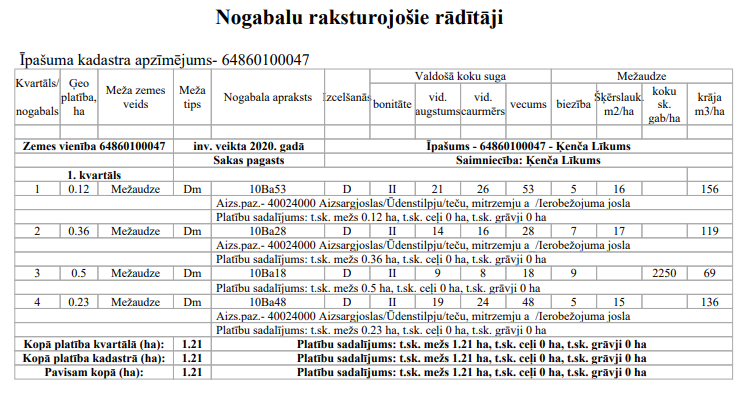 Nogabalu raksturojošie rādītāji
Īpašuma kadastra apzīmējums- 64860100047
Kvartāls/ nogabals Ģeo platība, ha Meža zemes veids Meža tips Nogabala apraksts Izcelšanās Valdošā koku suga Mežaudze
bonitāte vid. augstums vid. caurmērs vecums biezība Šķērslauk. m2/ha koku sk. gab/ha krāja m3/ha
Zemes vienība 64860100047 inv. veikta 2020. gadā Īpašums - 64860100047 - Ķenča Līkums
Sakas pagasts Saimniecība: Ķenča Līkums
1. kvartāls
1 0.12 Mežaudze Dm 10Ba53 D II 21 26 53 5 16 156
Aizs.paz.- 40024000 Aizsargjoslas/Ūdenstilpju/teču, mitrzemju a /Ierobežojuma josla
Platību sadalījums: t.sk. mežs 0.12 ha, t.sk. ceļi 0 ha, t.sk. grāvji 0 ha
2 0.36 Mežaudze Dm 10Ba28 D II 14 16 28 7 17 119
Aizs.paz.- 40024000 Aizsargjoslas/Ūdenstilpju/teču, mitrzemju a /Ierobežojuma josla
Platību sadalījums: t.sk. mežs 0.36 ha, t.sk. ceļi 0 ha, t.sk. grāvji 0 ha
3 0.5 Mežaudze Dm 10Ba18 D II 9 8 18 9 2250 69
Platību sadalījums: t.sk. mežs 0.5 ha, t.sk. ceļi 0 ha, t.sk. grāvji 0 ha
4 0.23 Mežaudze Dm 10Ba48 D II 19 24 48 5 15 136
Aizs.paz.- 40024000 Aizsargjoslas/Ūdenstilpju/teču, mitrzemju a /Ierobežojuma josla
Platību sadalījums: t.sk. mežs 0.23 ha, t.sk. ceļi 0 ha, t.sk. grāvji 0 ha
Kopā platība kvartālā (ha): 1.21 Platību sadalījums: t.sk. mežs 1.21 ha, t.sk. ceļi 0 ha, t.sk. grāvji 0 ha
Kopā platība kadastrā (ha): 1.21 Platību sadalījums: t.sk. mežs 1.21 ha, t.sk. ceļi 0 ha, t.sk. grāvji 0 ha
Pavisam kopā (ha): 1.21 Platību sadalījums: t.sk. mežs 1.21 ha, t.sk. ceļi 0 ha, t.sk. grāvji 0 ha